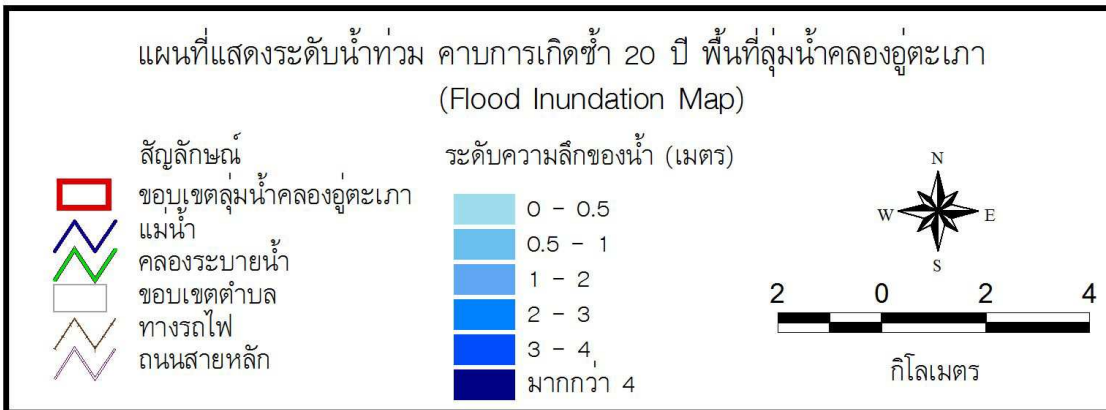 แผนที่แสดงระดับน้ำท่วม คาบการเกิดซ้ำ 20 ปี พื้นที่ลุ่มน้ำคลองอู่ตะเภา
(Flood Inundation Map)
สัญลักษณ์
ขอบเขตลุ่มน้ำคลองอู่ตะเภา
แม่น้ำ
คลองระบายน้ำ
ขอบเขตตำบล
ทางรถไฟ
ถนนสายหลัก
ระดับความลึกของน้ำ (เมตร)
0 - 0.5
0.5 - 1
1 - 2
2 - 3
3 - 4
มากกว่า 4
N
W E
S
2 0 2 4
กิโลเมตร